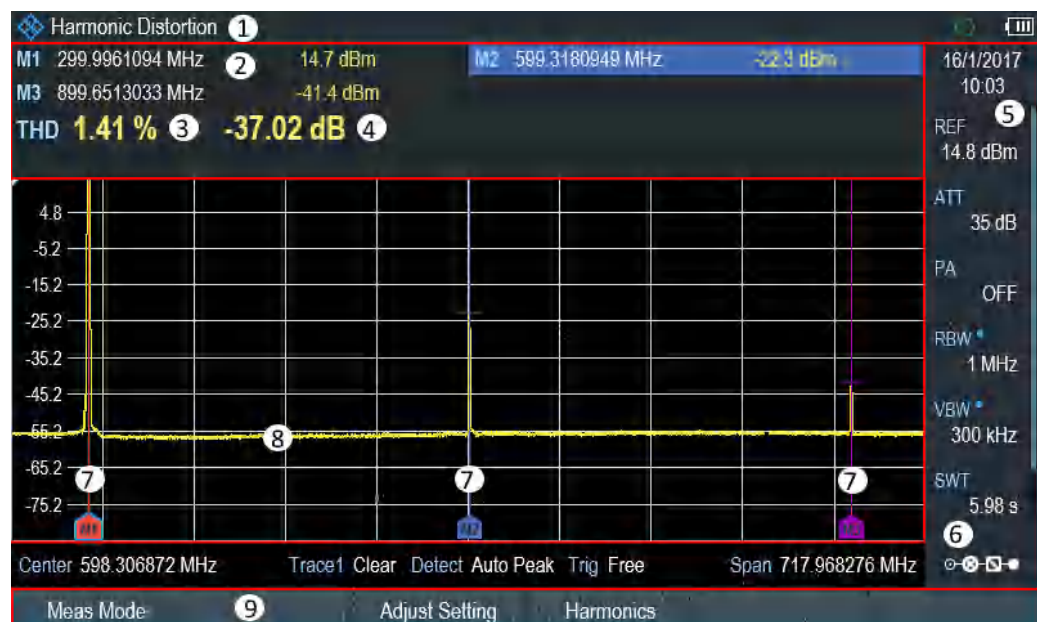 Harmonic Distortion 1
M1 299.9961094 MHz 2 14.7 dBm M2 599.3180949 MHz -22.3 dBm
M3 899.6513033 MHz -41.4 dBm
THD 1.41 % 3 -37.02 dB 4
16/1/2017
10:03
5
REF
14.8 dBm
ATT
35 dB
PA
OFF
RBW
1 MHz
VBW
300 kHz
SWT
5.98 s
6
4.8
-5.2
-15.2
-25.2
-35.2
-45.2
-55.2
8
-65.2
7 7 7
-75.2
M1 M2 M3
Center 598.306872 MHz Trace1 Clear Detect Auto Peak Trig Free Span 717.968276 MHz
Meas Mode 9 Adjust Setting Harmonics